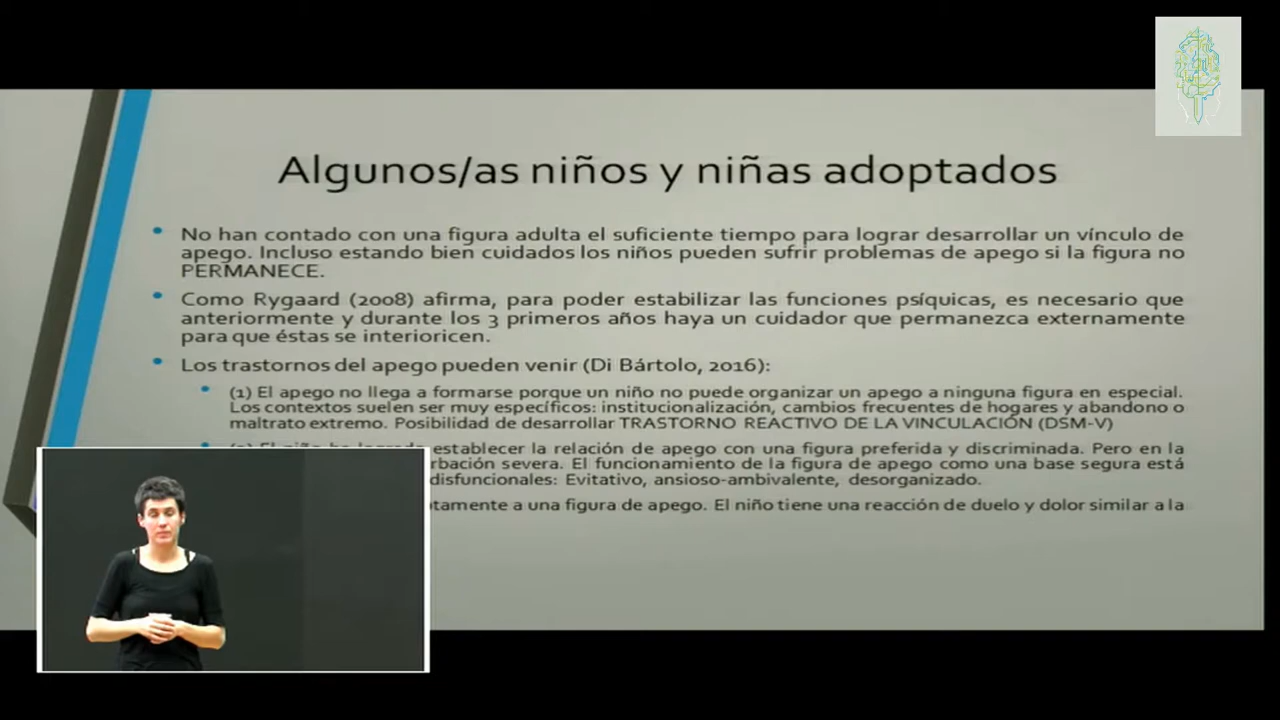 Algunos/as niños y niñas adoptados
No han contado con una figura adulta el suficiente tiempo para lograr desarrollar un vínculo de
apego. Incluso estando bien cuidados los niños pueden sufrir problemas de apego si la figura no
PERMANECE.
Como Rygaard (2008) afirma, para poder estabilizar las funciones psíquicas, es necesario que
anteriormente y durante los 3 primeros años haya un cuidador que permanezca externamente
para que éstas se interioricen.
Los trastornos del apego pueden venir (Di Bártolo, 2016):
(1) El apego no llega a formarse porque un niño no puede organizar un apego a ninguna figura en especial.
Los contextos suelen ser muy específicos: institucionalización, cambios frecuentes de hogares y abandono o
maltrato extremo. Posibilidad de desarrollar TRASTORNO REACTIVO DE LA VINCULACIÓN (DSM-V)
establecer la relación de apego con una figura preferida y discriminada. Pero en la
severa. El funcionamiento de la figura de apego como una base segura está
disfuncionales: Evitativo, ansioso-ambivalente, desorganizado.
a una figura de apego. El niño tiene una reacción de duelo y dolor similar a la